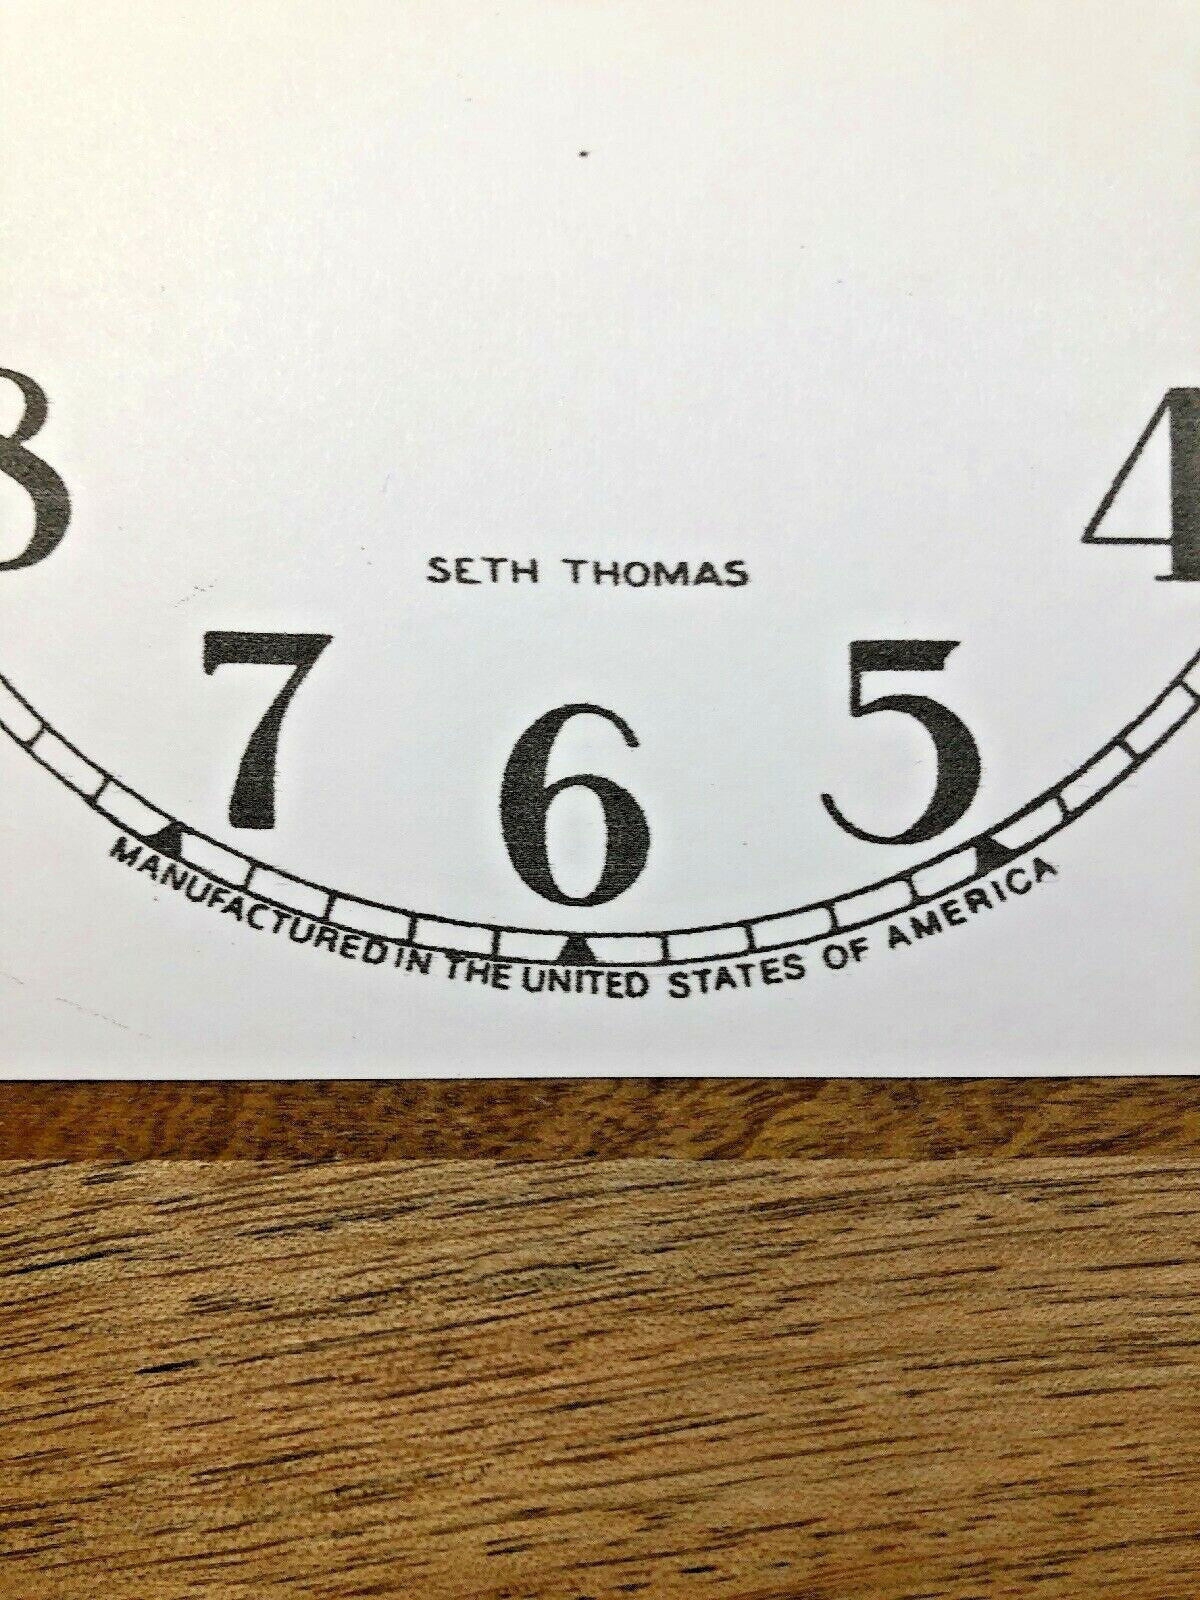 8
4
SETH THOMAS
7
6
5
MANUFACTURED IN THE UNITED STATES OF AMERICA